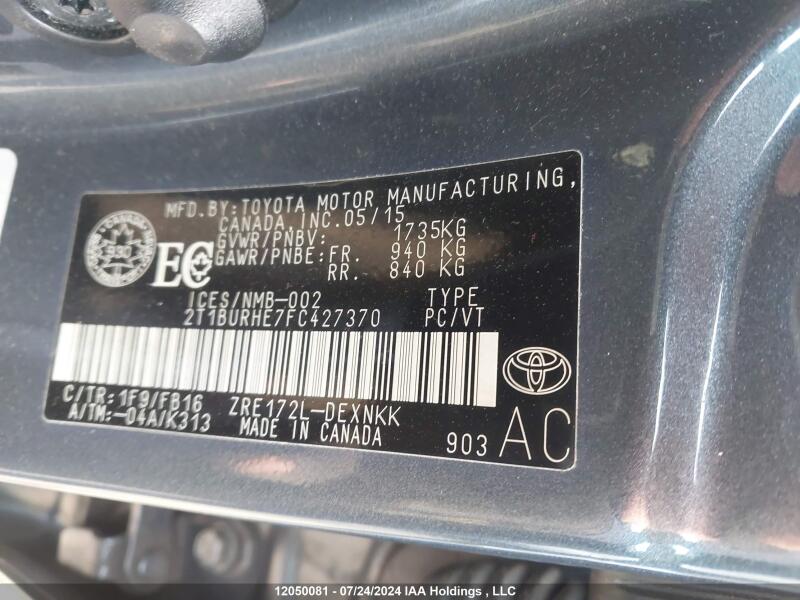 MFD.BY:TOYOTA MOTOR MANUFACTURING,
CANADA, INC.05/15
GVWR/PNBV: 1735KG
GAWR/PNBE: FR. 940 KG
RR. 840 KG
EC
ICES/NMB-002 TYPE
2T1BURHE7FC427370 PC/VT
C/TR:1F9/FB16 ZRE172L-DEXNKK
A/TM:-04A/K313 MADE IN CANADA
903 AC
12050081 - 07/24/2024 IAA Holdings , LLC